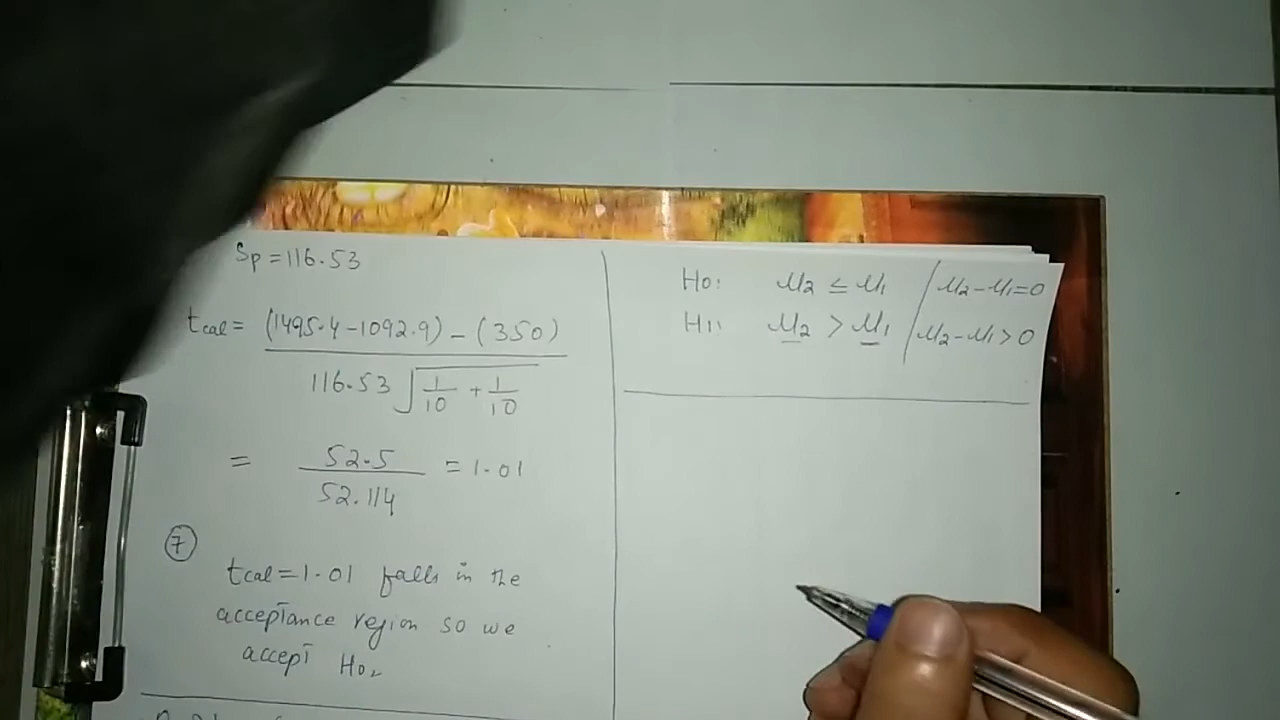 Sp = 116.53
tcal = (1495.4 - 1092.9) - (350)
116.53 √ 1/10 + 1/10
= 52.5 / 52.114 = 1.01
7
tcal = 1.01 falls in the
acceptance region so we
accept Ho.
Ho: μ2 ≤ μ1 / μ2 - μ1 = 0
H1: μ2 > μ1 / μ2 - μ1 > 0